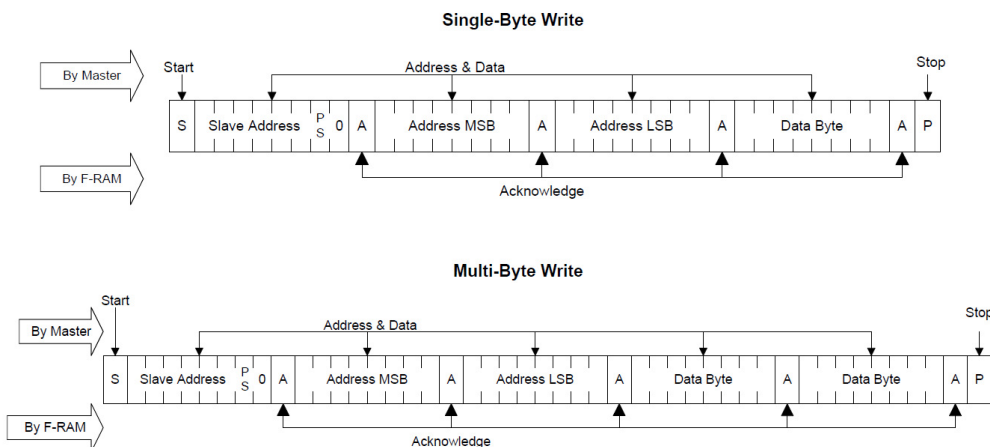 Single-Byte Write
By Master
Start
Address & Data
Stop
S Slave Address PS 0 A Address MSB A Address LSB A Data Byte A P
By F-RAM
Acknowledge
Multi-Byte Write
Start
By Master
Address & Data
Stop
S Slave Address PS 0 A Address MSB A Address LSB A Data Byte A Data Byte A P
By F-RAM
Acknowledge